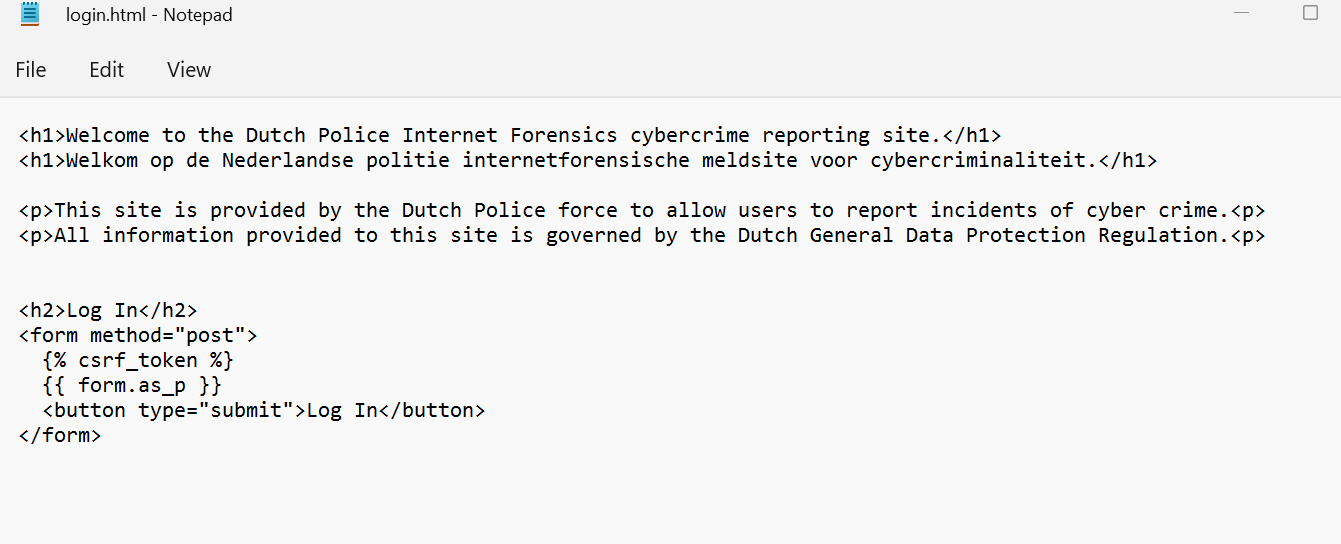 login.html - Notepad
File Edit View
<h1>Welcome to the Dutch Police Internet Forensics cybercrime reporting site.</h1>
<h1>Welkom op de Nederlandse politie internetforensische meldsite voor cybercriminaliteit.</h1>
<p>This site is provided by the Dutch Police force to allow users to report incidents of cyber crime.<p>
<p>All information provided to this site is governed by the Dutch General Data Protection Regulation.<p>
<h2>Log In</h2>
<form method="post">
{% csrf_token %}
{{ form.as_p }}
<button type="submit">Log In</button>
</form>